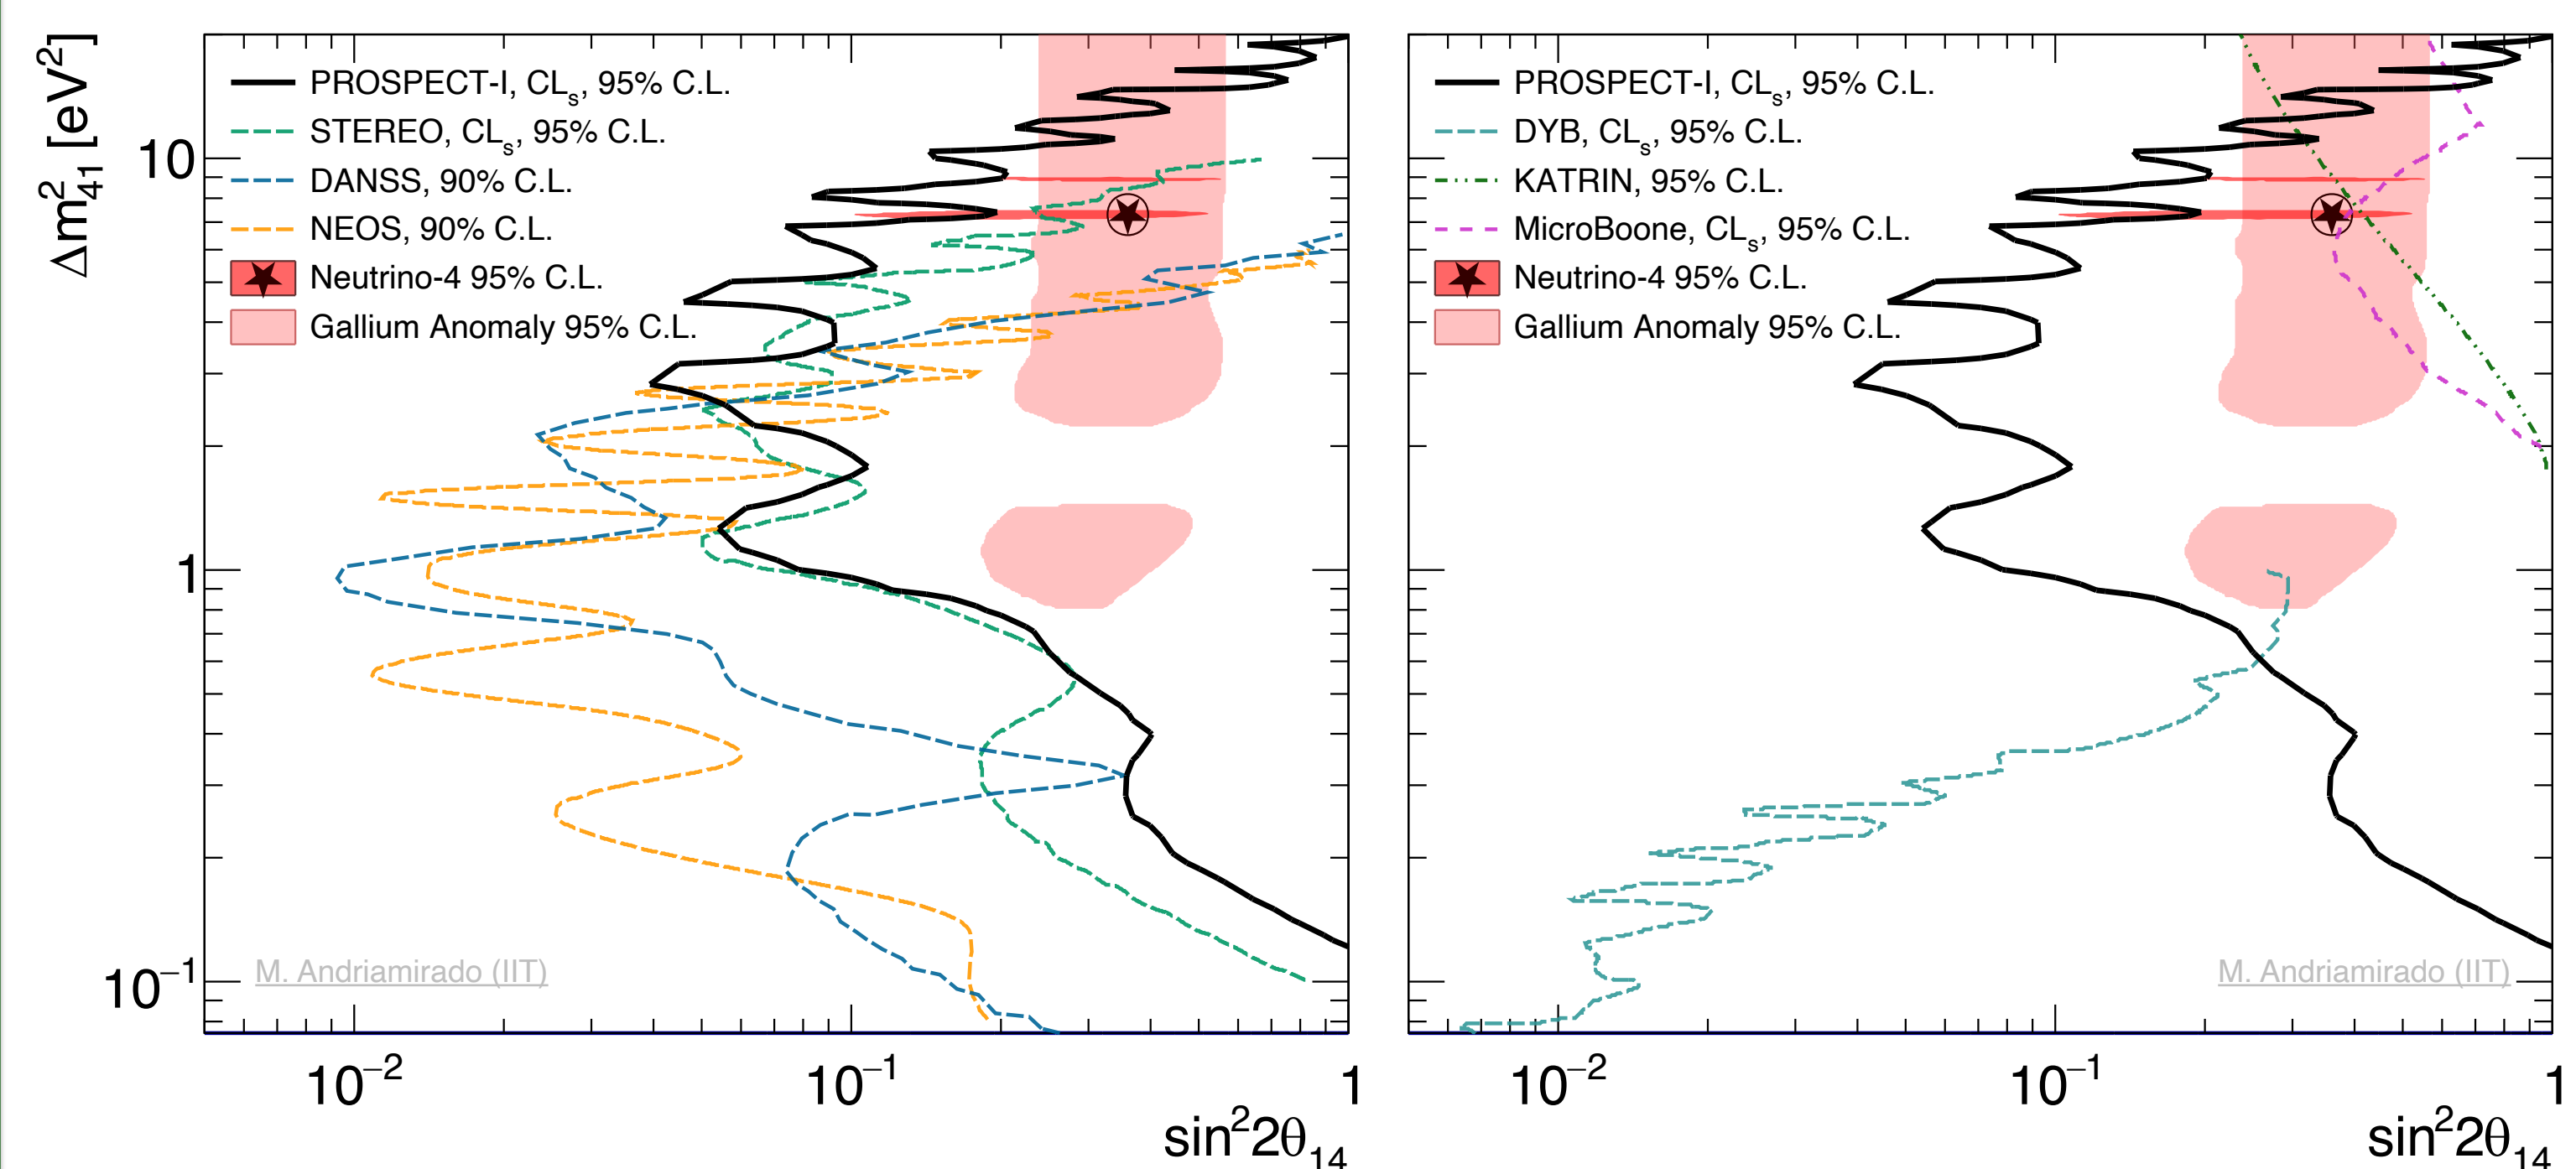 Δm²₄₁ [eV²]
10
1
10⁻¹
PROSPECT-I, CLₛ, 95% C.L.
STEREO, CLₛ, 95% C.L.
DANSS, 90% C.L.
NEOS, 90% C.L.
Neutrino-4 95% C.L.
Gallium Anomaly 95% C.L.
M. Andriamirado (IIT)
10⁻² 10⁻¹ 1
sin²2θ₁₄
PROSPECT-I, CLₛ, 95% C.L.
DYB, CLₛ, 95% C.L.
KATRIN, 95% C.L.
MicroBoone, CLₛ, 95% C.L.
Neutrino-4 95% C.L.
Gallium Anomaly 95% C.L.
M. Andriamirado (IIT)
10⁻² 10⁻¹ 1
sin²2θ₁₄